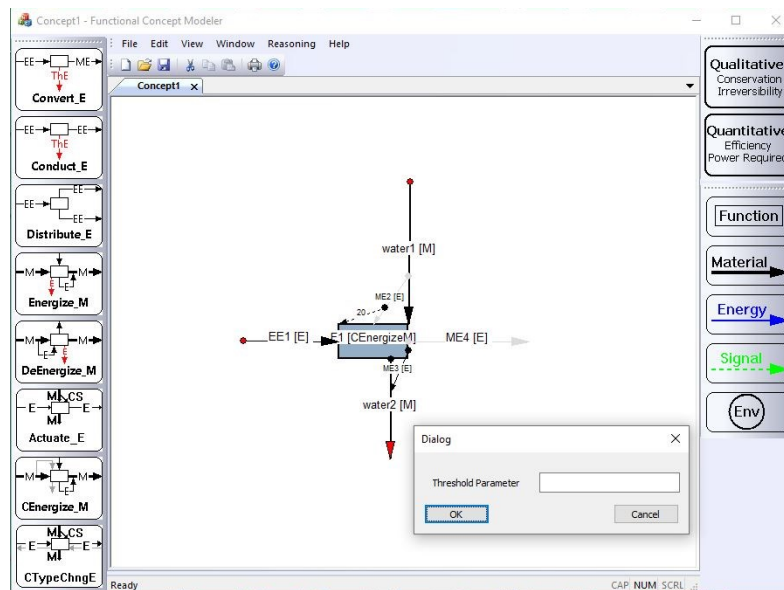 Concept1 - Functional Concept Modeler
File Edit View Window Reasoning Help
Concept1 x
EE ME
ThE
Convert_E
EE EE
ThE
Conduct_E
EE
EE
Distribute_E
M M
E E
Energize_M
M M
E E
DeEnergize_M
M CS
E E
M
Actuate_E
M M
E
CEnergize_M
M CS
E E
M
CTypeChngE
water1 [M]
ME2 [E]
20
EE1 [E]
F1 [CEnergizeM]
ME4 [E]
ME3 [E]
water2 [M]
Dialog
Threshold Parameter
OK Cancel
Qualitative
Conservation
Irreversibility
Quantitative
Efficiency
Power Required
Function
Material
Energy
Signal
Env
Ready
CAP NUM SCRL